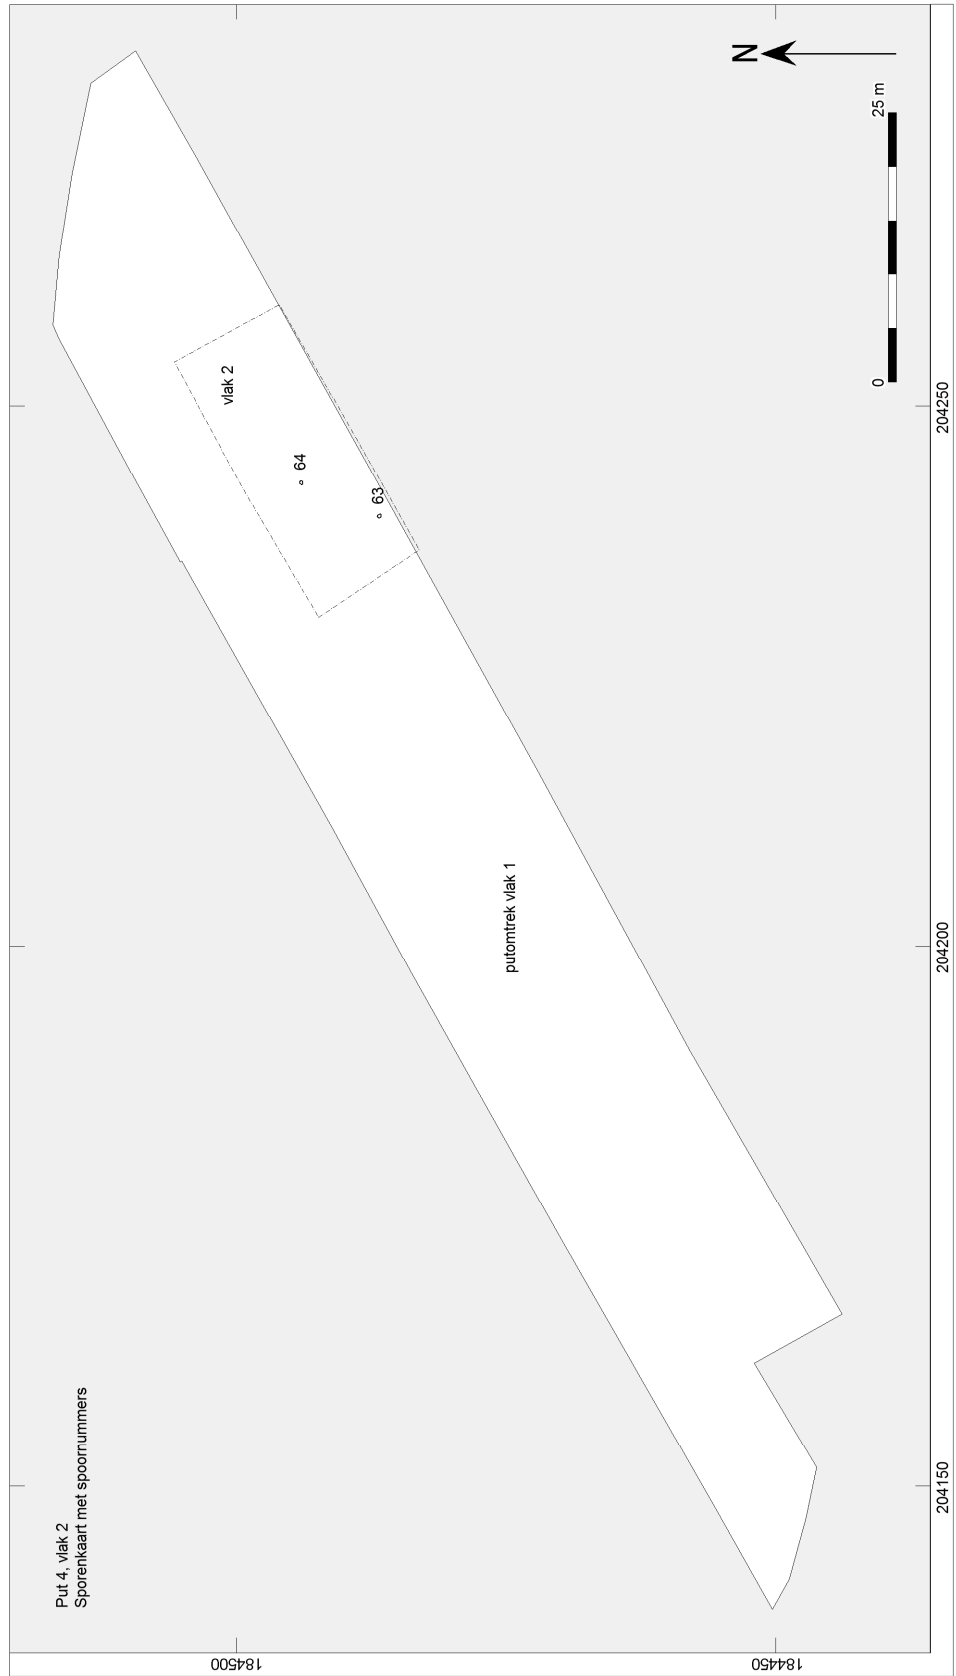 Put 4, vlak 2
Sporenkaart met spoornummers
N
0
25 m
vlak 2
64
63
putomtrek vlak 1
184500
184450
204150
204200
204250